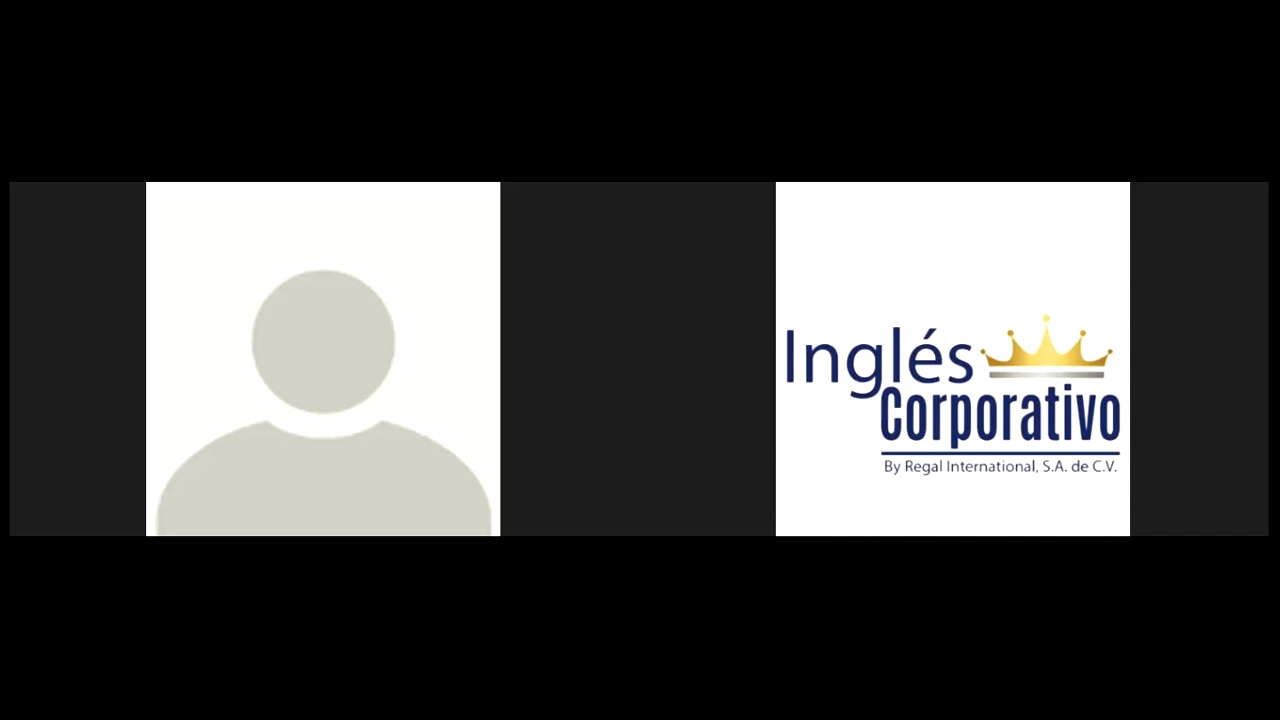 Inglés
Corporativo
By Regal International, S.A. de C.V.